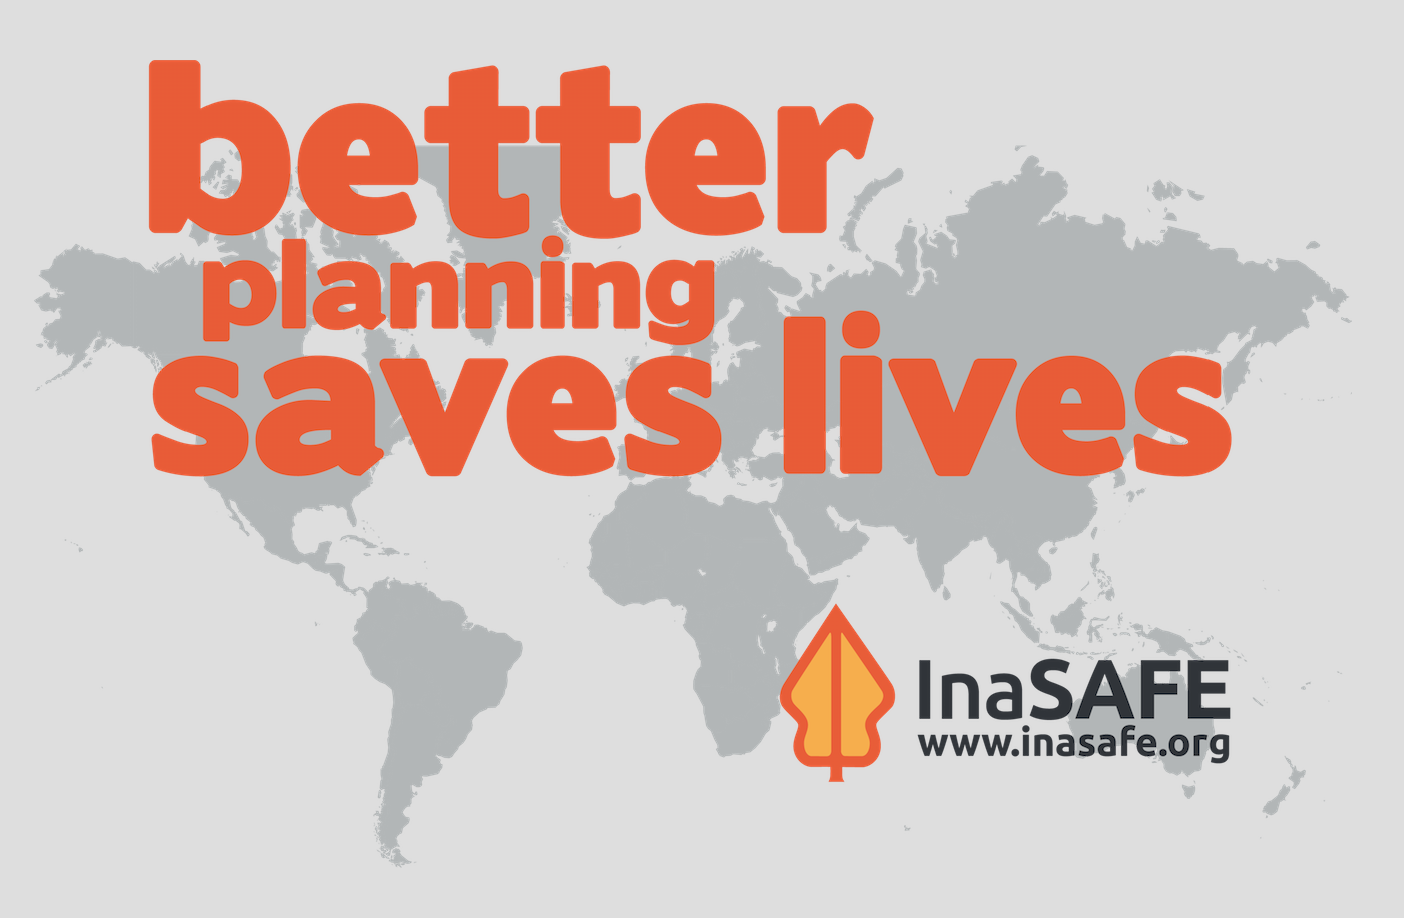 better
planning
saves lives
InaSAFE
www.inasafe.org